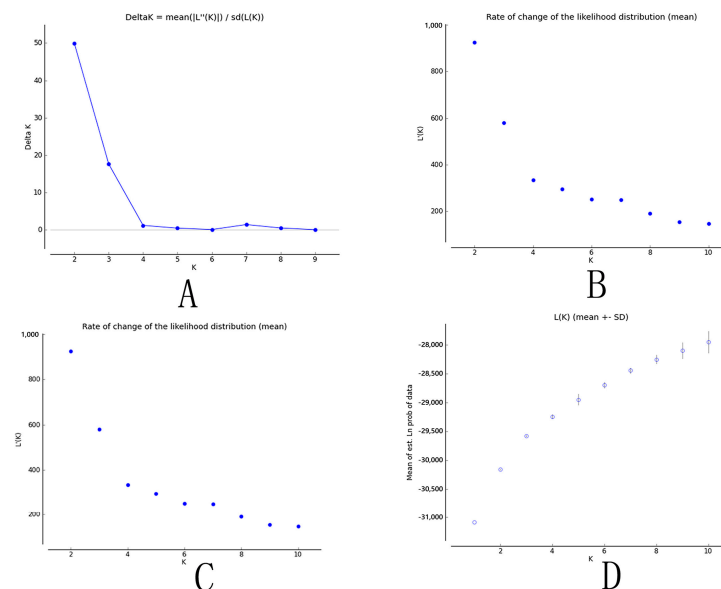 DeltaK = mean(|L''(K)|) / sd(L(K))
Delta K
50
40
30
20
10
0
2 3 4 5 6 7 8 9
K
A
Rate of change of the likelihood distribution (mean)
L'(K)
1,000
800
600
400
200
2 4 6 8 10
K
B
Rate of change of the likelihood distribution (mean)
L'(K)
1,000
800
600
400
200
2 4 6 8 10
K
C
L(K) (mean +- SD)
Mean of est. Ln prob of data
-28,000
-28,500
-29,000
-29,500
-30,000
-30,500
-31,000
2 4 6 8 10
K
D